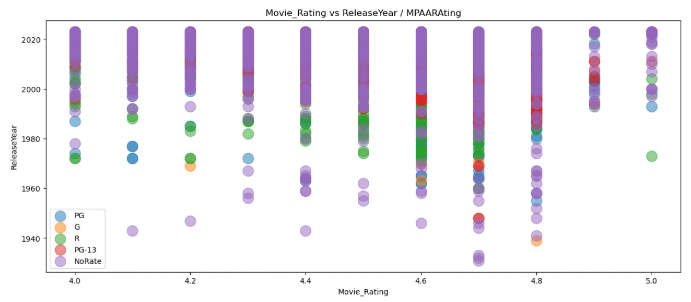 Movie_Rating vs ReleaseYear / MPAARAting
2020
2000
1980
1960
1940
ReleaseYear
PG
G
R
PG-13
NoRate
4.0
4.2
4.4
4.6
4.8
5.0
Movie_Rating